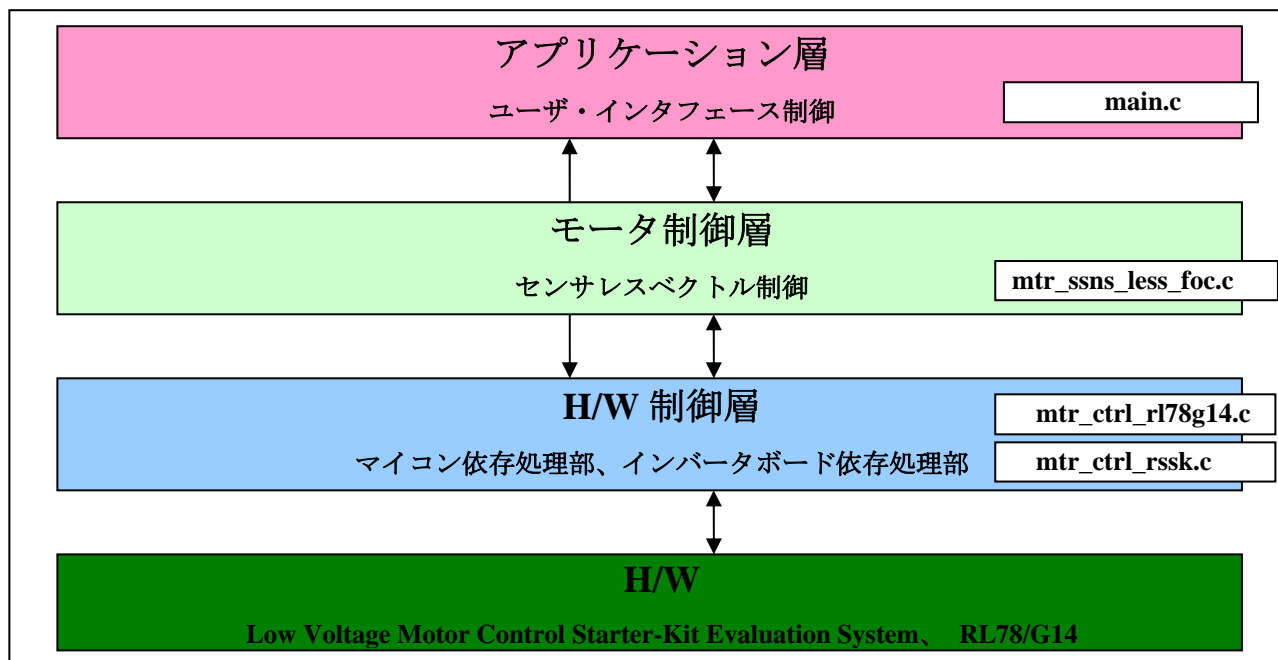 アプリケーション層
ユーザ・インタフェース制御
main.c
モータ制御層
センサレスベクトル制御
mtr_ssns_less_foc.c
H/W 制御層
mtr_ctrl_rl78g14.c
マイコン依存処理部、インバータボード依存処理部
mtr_ctrl_rssk.c
H/W
Low Voltage Motor Control Starter-Kit Evaluation System、 RL78/G14